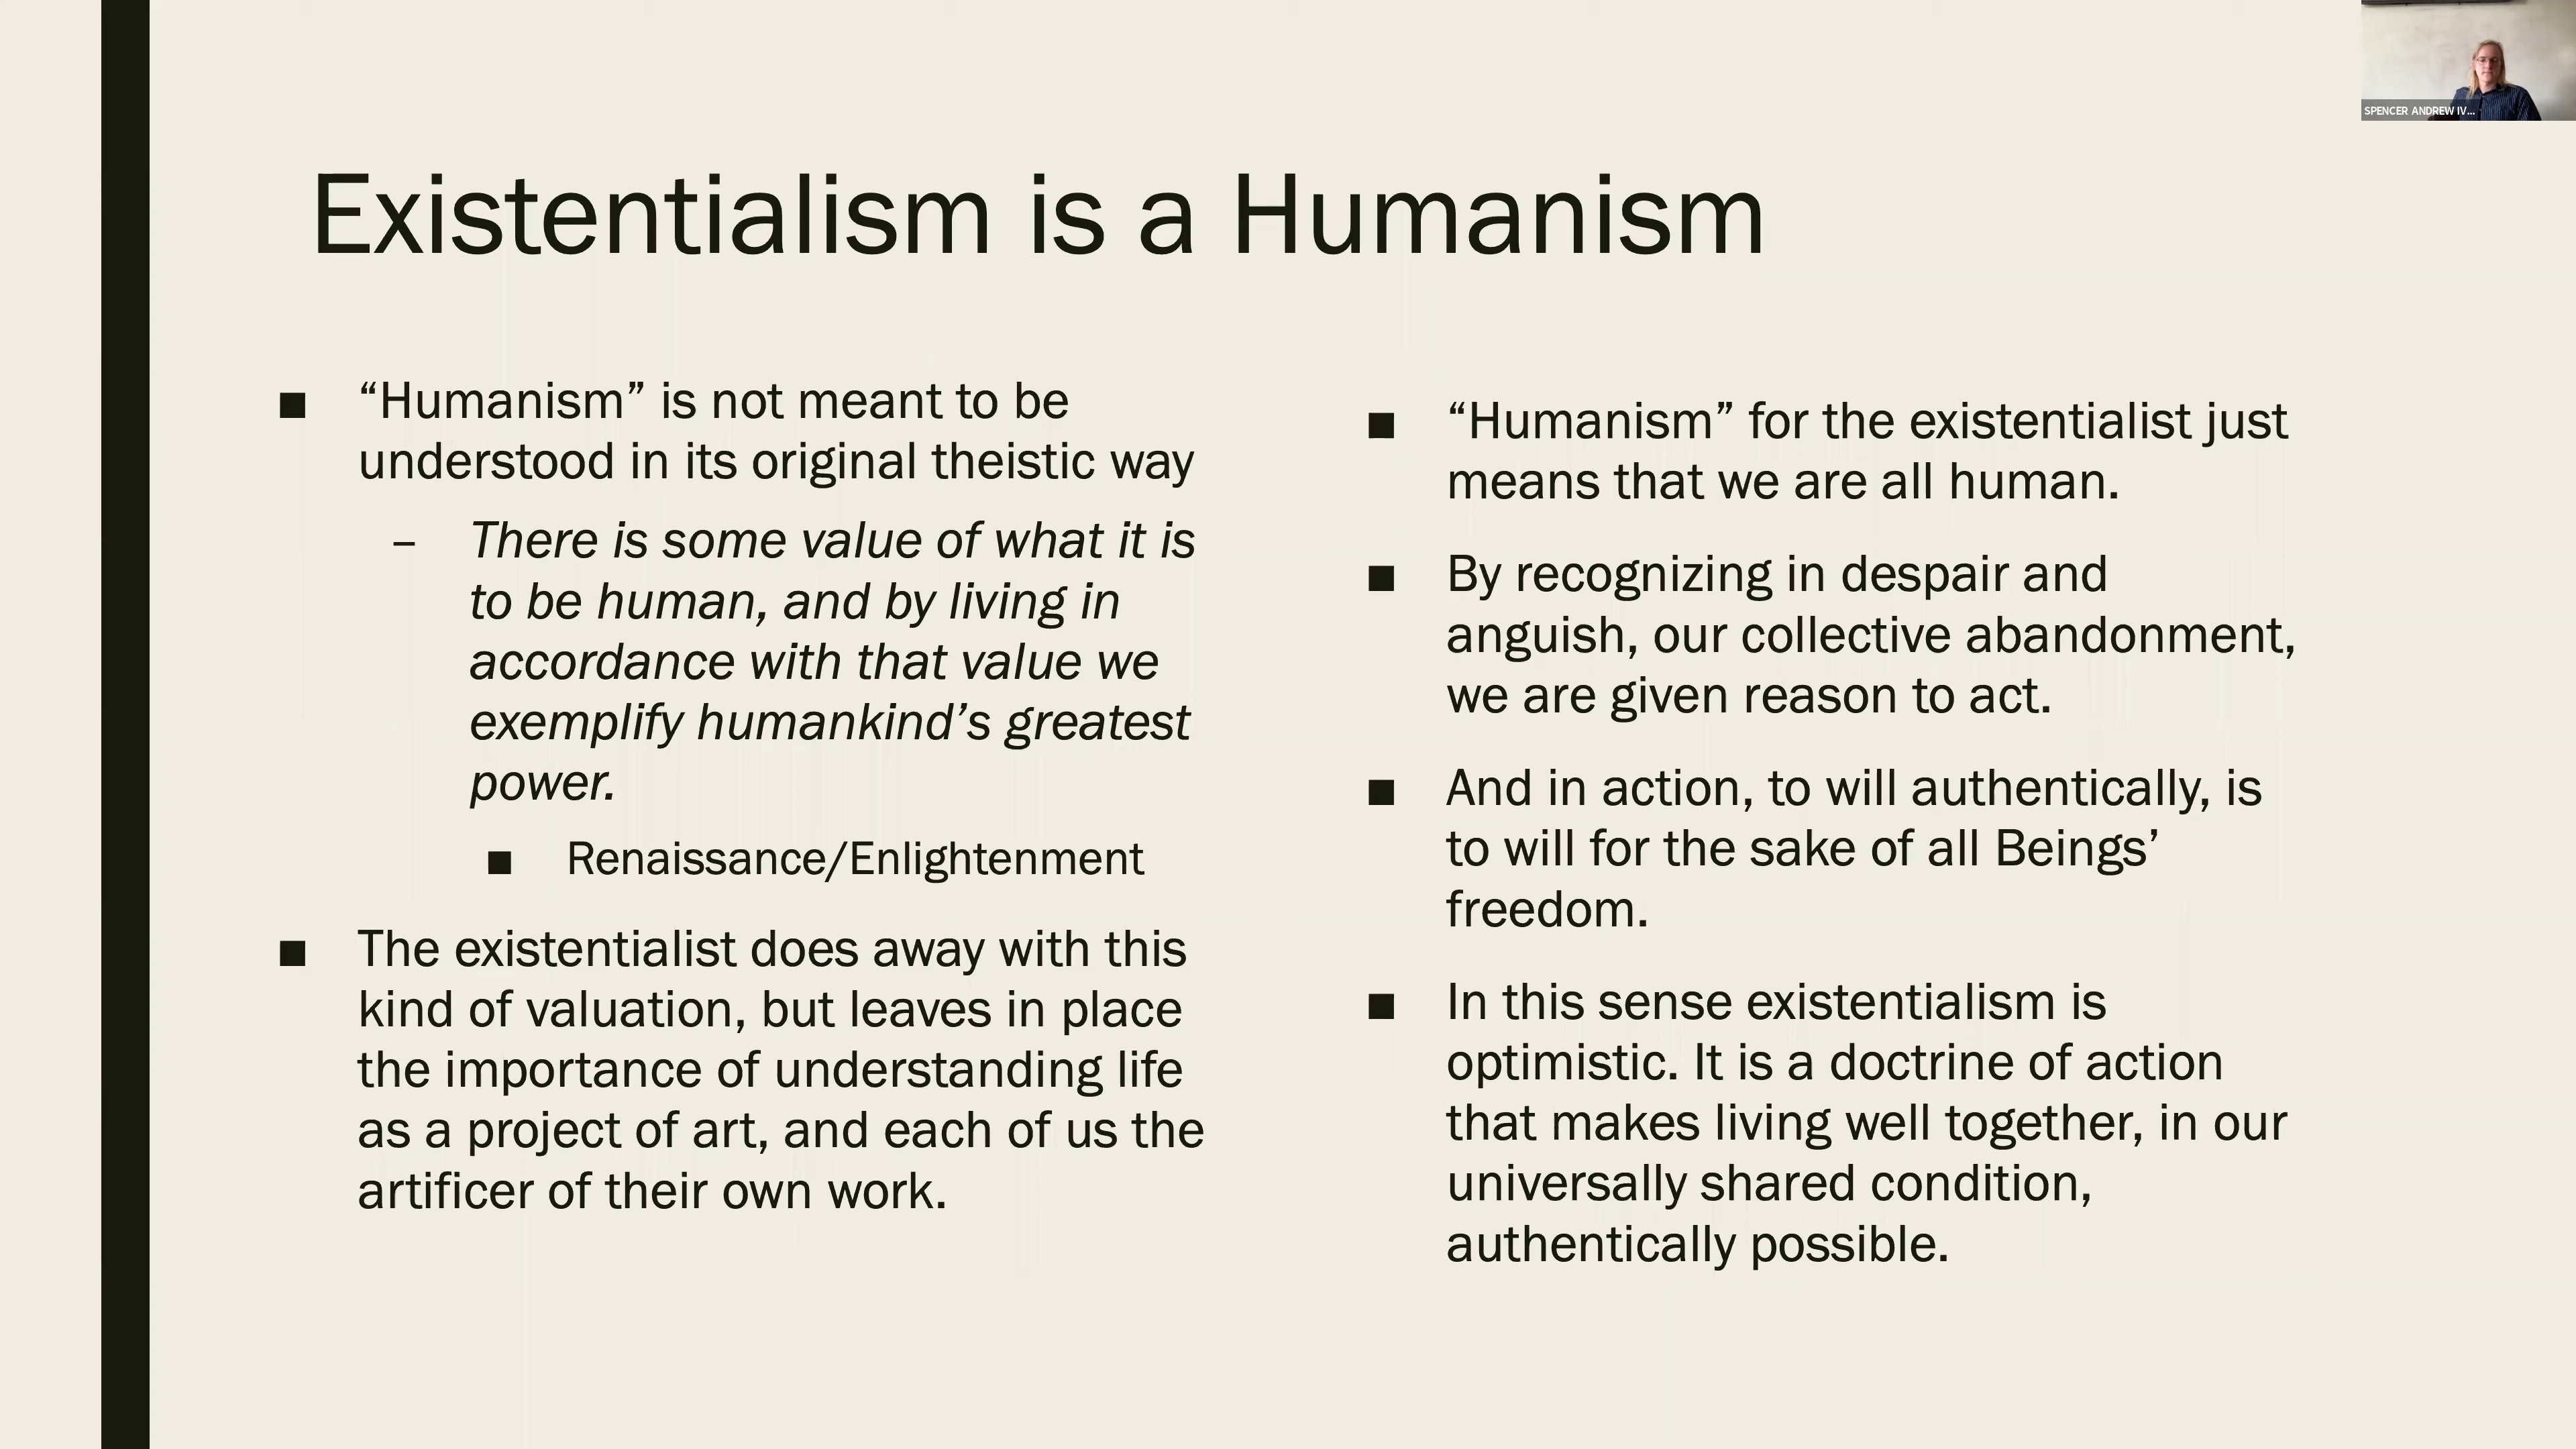 SPENCER ANDREW IV...
Existentialism is a Humanism
■ “Humanism” is not meant to be
understood in its original theistic way
– There is some value of what it is
to be human, and by living in
accordance with that value we
exemplify humankind’s greatest
power.
■ Renaissance/Enlightenment
■ The existentialist does away with this
kind of valuation, but leaves in place
the importance of understanding life
as a project of art, and each of us the
artificer of their own work.
■ “Humanism” for the existentialist just
means that we are all human.
■ By recognizing in despair and
anguish, our collective abandonment,
we are given reason to act.
■ And in action, to will authentically, is
to will for the sake of all Beings’
freedom.
■ In this sense existentialism is
optimistic. It is a doctrine of action
that makes living well together, in our
universally shared condition,
authentically possible.